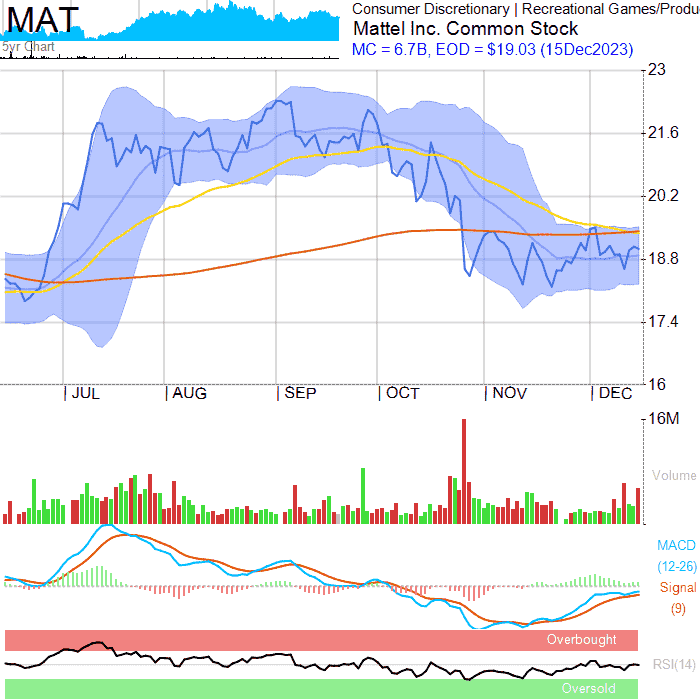 MAT
5yr Chart
Consumer Discretionary | Recreational Games/Produ
Mattel Inc. Common Stock
MC = 6.7B, EOD = $19.03 (15Dec2023)
23
21.6
20.2
18.8
17.4
16
JUL
AUG
SEP
OCT
NOV
DEC
16M
Volume
MACD
(12-26)
Signal
(9)
Overbought
RSI(14)
Oversold